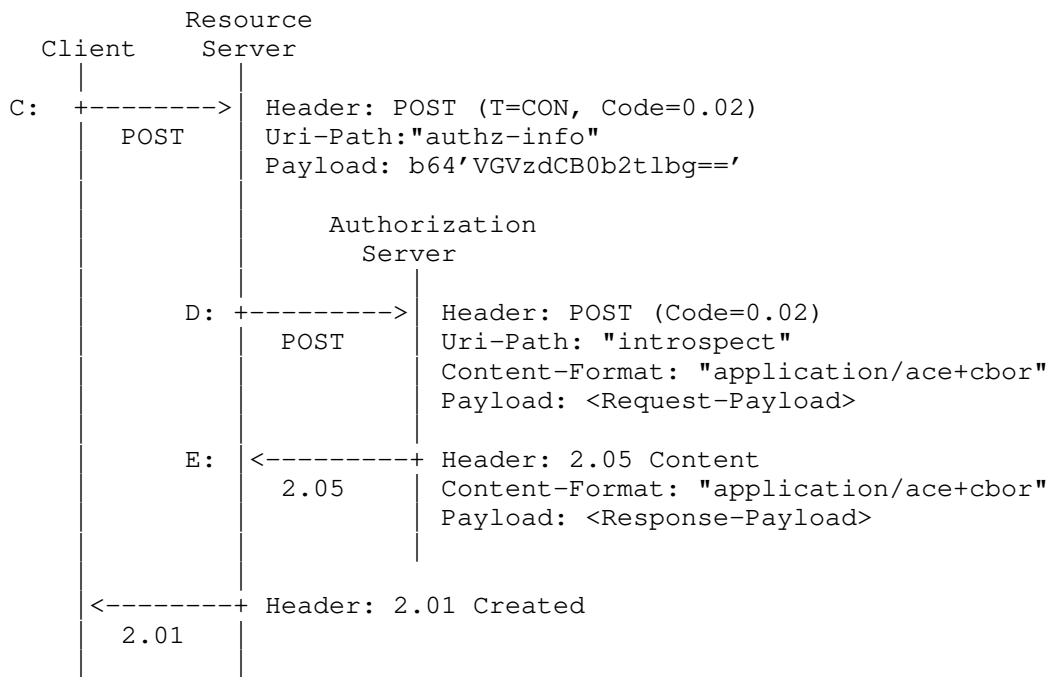 Resource
Client Server
C: +-------->| Header: POST (T=CON, Code=0.02)
POST | Uri-Path:"authz-info"
| Payload: b64'VGVzdCB0b2tlbg=='
Authorization
Server
D: +--------->| Header: POST (Code=0.02)
POST | Uri-Path: "introspect"
| Content-Format: "application/ace+cbor"
| Payload: <Request-Payload>
E: |<---------+ Header: 2.05 Content
2.05 | Content-Format: "application/ace+cbor"
| Payload: <Response-Payload>
|<--------+ Header: 2.01 Created
2.01